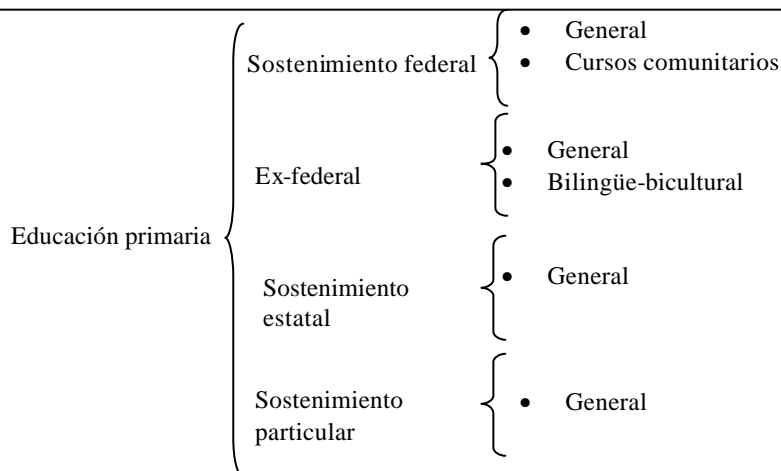 Educación primaria
Sostenimiento federal
• General
• Cursos comunitarios
Ex-federal
• General
• Bilingüe-bicultural
Sostenimiento
estatal
• General
Sostenimiento
particular
• General